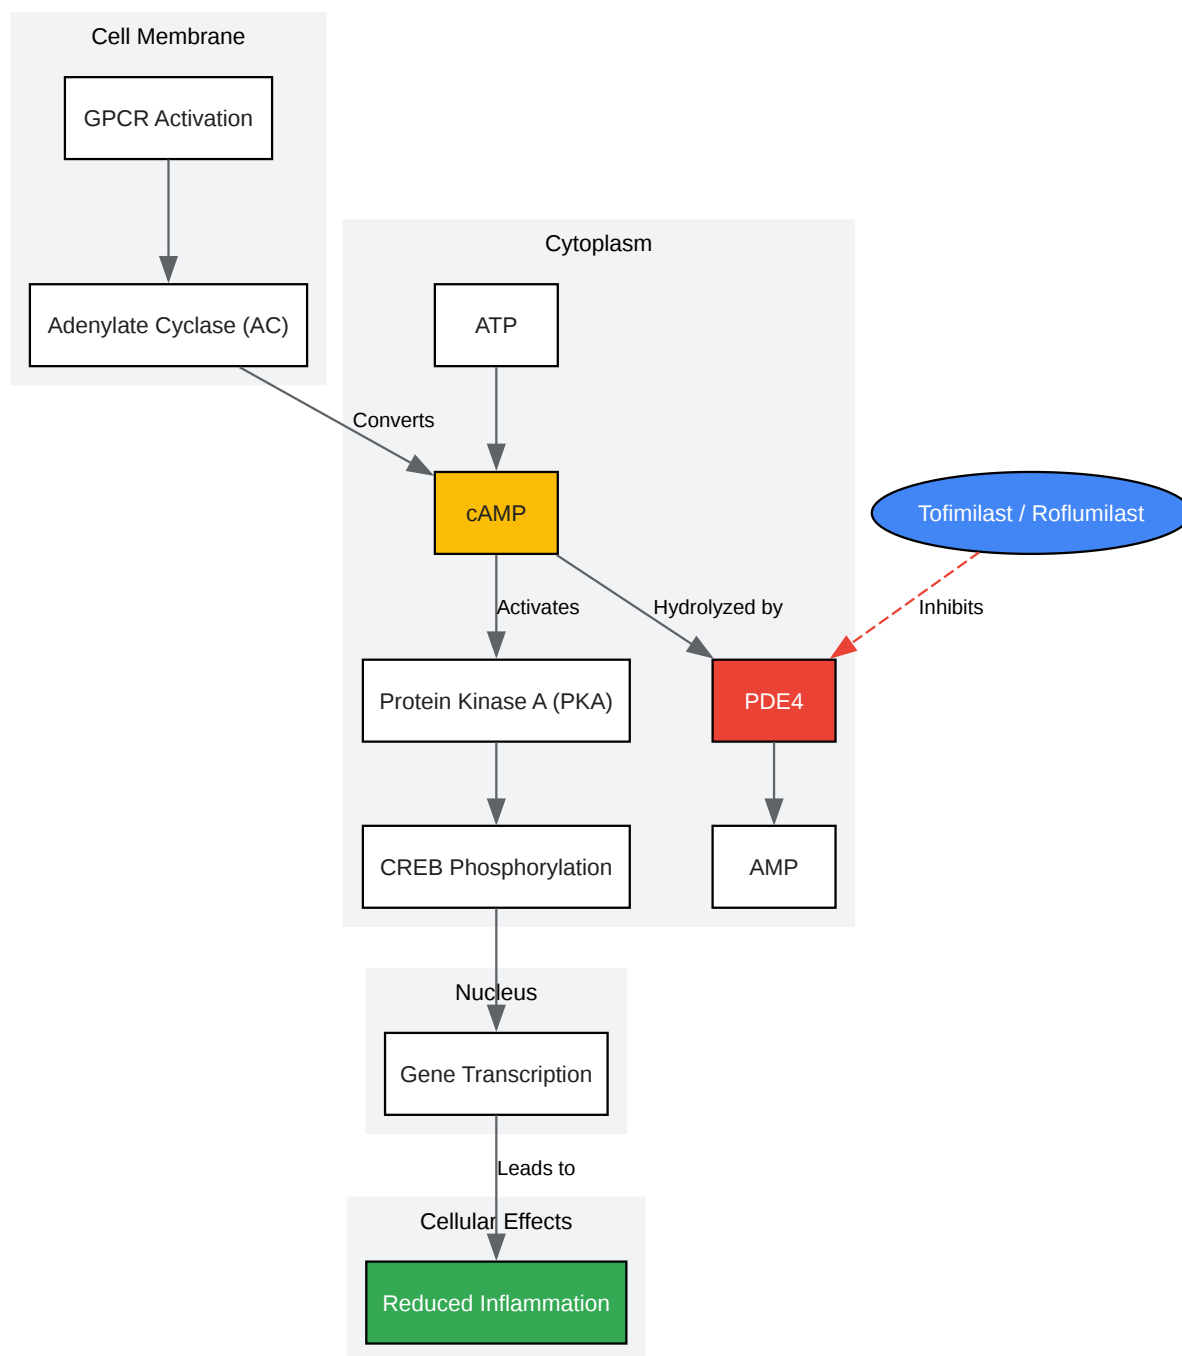 Cell Membrane
GPCR Activation
Adenylate Cyclase (AC)
Cytoplasm
ATP
Converts
cAMP
Tofimilast / Roflumilast
Activates
Hydrolyzed by
Inhibits
Protein Kinase A (PKA)
PDE4
CREB Phosphorylation
AMP
Nucleus
Gene Transcription
Leads to
Cellular Effects
Reduced Inflammation